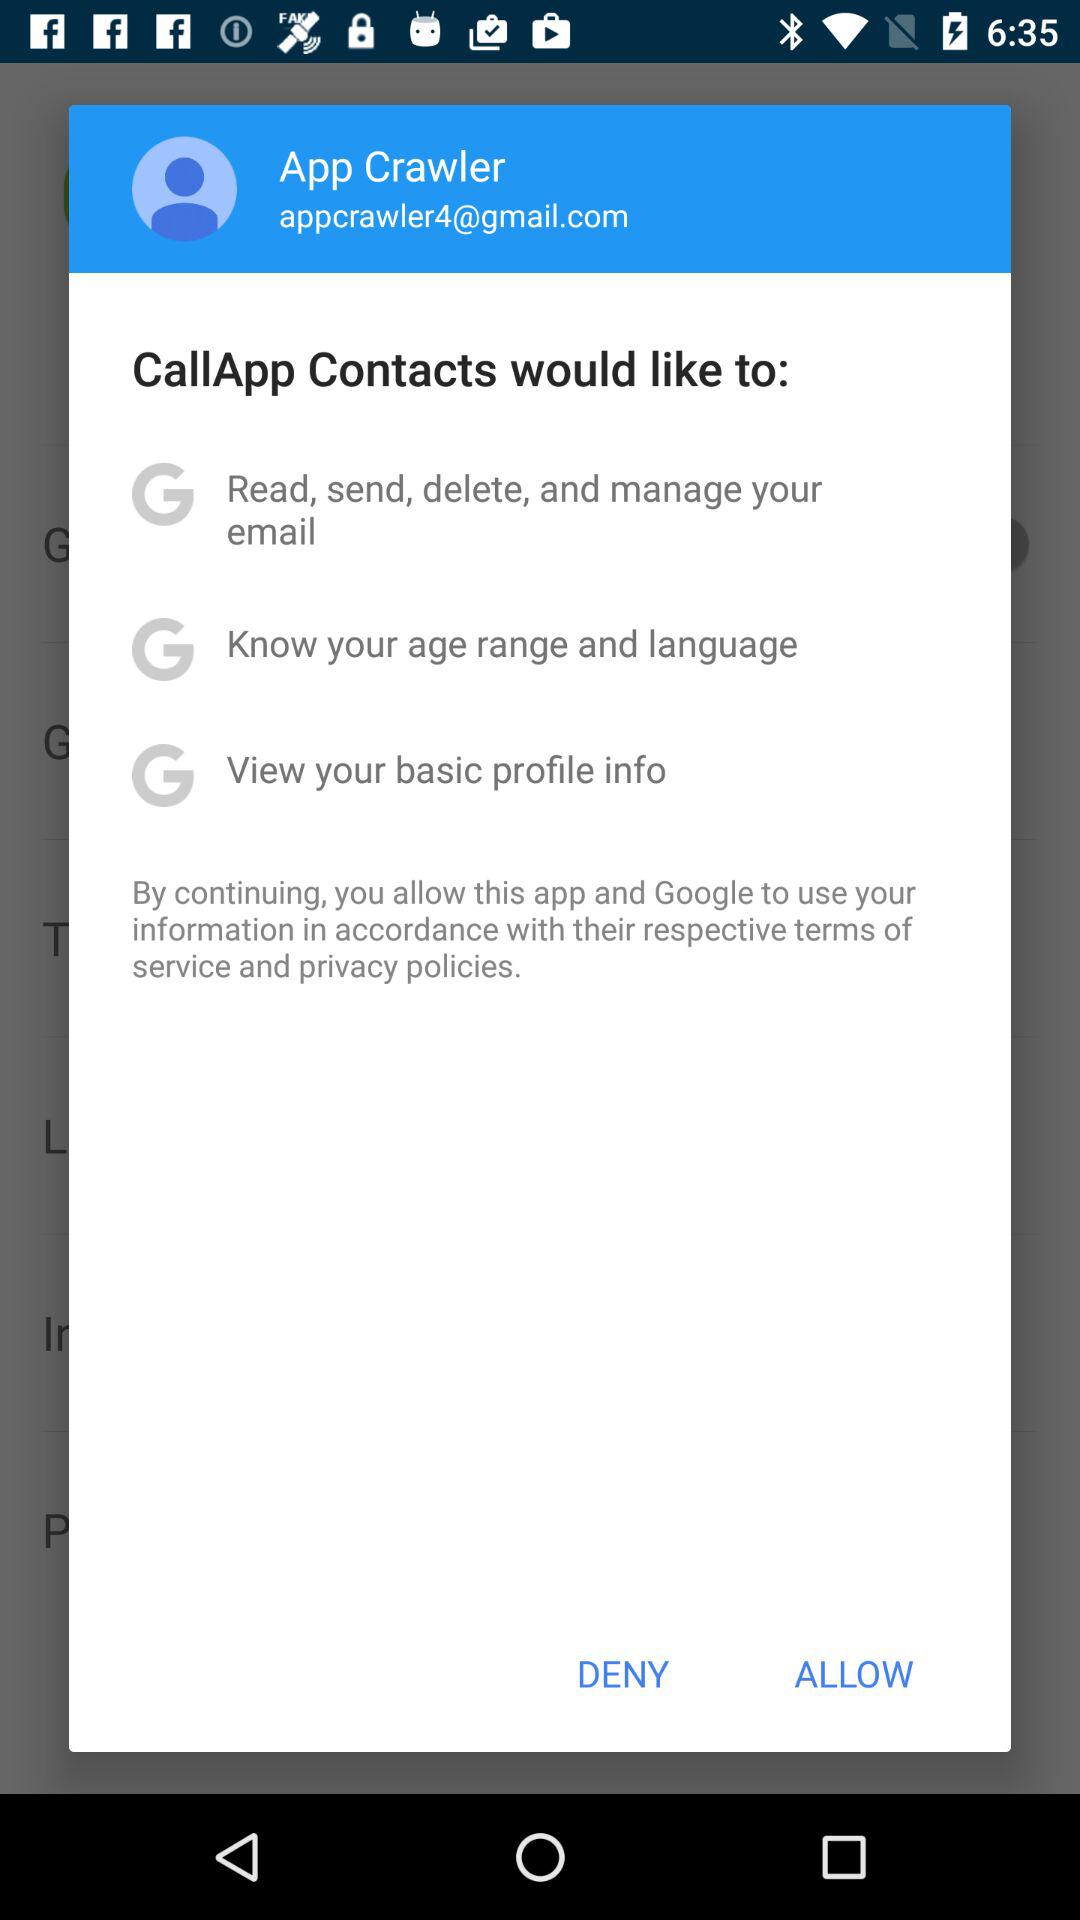 FAKE
6:35
App Crawler
appcrawler4@gmail.com
CallApp Contacts would like to:
Read, send, delete, and manage your
email
Know your age range and language
View your basic profile info
By continuing, you allow this app and Google to use your
information in accordance with their respective terms of
service and privacy policies.
G
G
T
L
In
P
DENY ALLOW